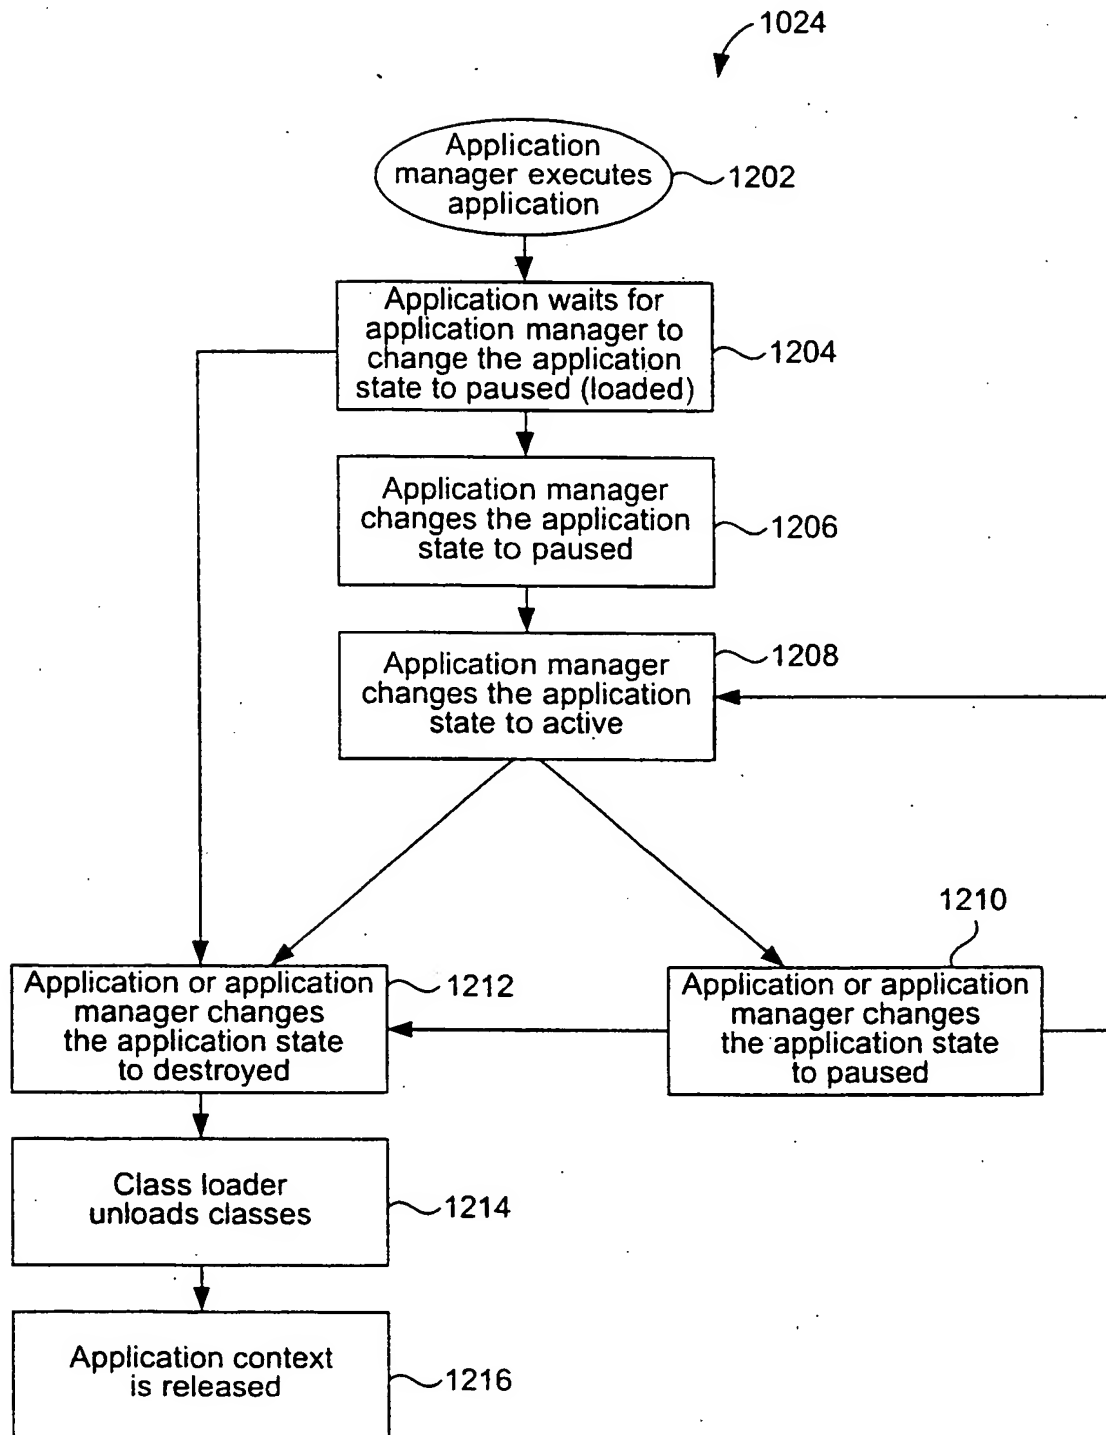 1024
Application
manager executes
application
1202
Application waits for
application manager to
change the application
state to paused (loaded)
1204
Application manager
changes the application
state to paused
1206
Application manager
changes the application
state to active
1208
1210
Application or application
manager changes
the application state
to destroyed
1212
Application or application
manager changes
the application state
to paused
Class loader
unloads classes
1214
Application context
is released
1216